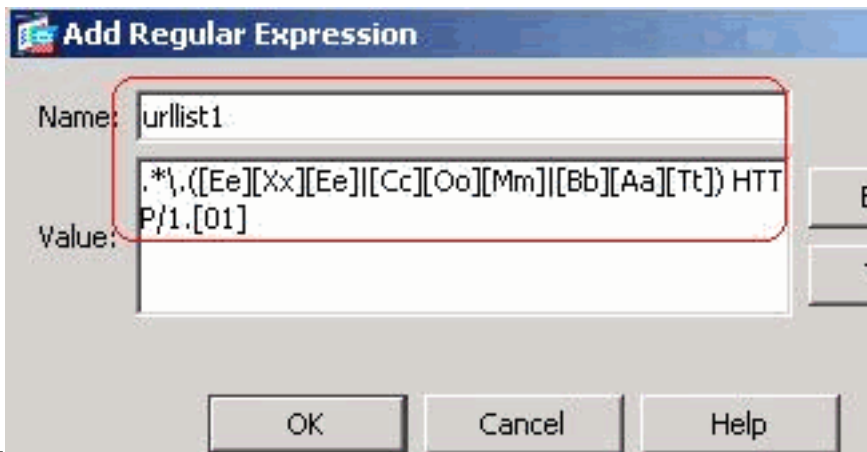 Add Regular Expression
Name: urllist1
.*\.([Ee][Xx][Ee]|[Cc][Oo][Mm]|[Bb][Aa][Tt]) HTT
P/1.[01]
Value:
OK Cancel Help